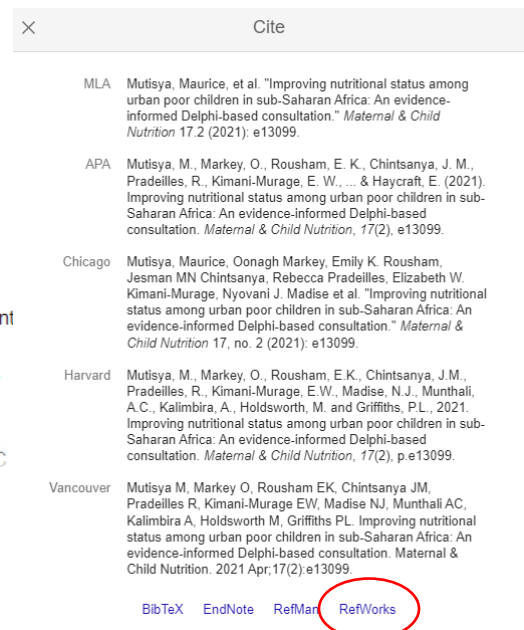 × Cite
MLA Mutisya, Maurice, et al. "Improving nutritional status among
urban poor children in sub-Saharan Africa: An evidence-
informed Delphi-based consultation." Maternal & Child
Nutrition 17.2 (2021): e13099.
APA Mutisya, M., Markey, O., Rousham, E. K., Chintsanya, J. M.,
Pradeilles, R., Kimani-Murage, E. W., ... & Haycraft, E. (2021).
Improving nutritional status among urban poor children in sub-
Saharan Africa: An evidence-informed Delphi-based
consultation. Maternal & Child Nutrition, 17(2), e13099.
Chicago Mutisya, Maurice, Oonagh Markey, Emily K. Rousham,
Jesman MN Chintsanya, Rebecca Pradeilles, Elizabeth W.
Kimani-Murage, Nyovani J. Madise et al. "Improving nutritional
status among urban poor children in sub-Saharan Africa: An
evidence-informed Delphi-based consultation." Maternal &
Child Nutrition 17, no. 2 (2021): e13099.
nt
Harvard Mutisya, M., Markey, O., Rousham, E.K., Chintsanya, J.M.,
Pradeilles, R., Kimani-Murage, E.W., Madise, N.J., Munthali,
A.C., Kalimbira, A., Holdsworth, M. and Griffiths, P.L., 2021.
Improving nutritional status among urban poor children in sub-
Saharan Africa: An evidence-informed Delphi-based
consultation. Maternal & Child Nutrition, 17(2), p.e13099.
Vancouver Mutisya M, Markey O, Rousham EK, Chintsanya JM,
Pradeilles R, Kimani-Murage EW, Madise NJ, Munthali AC,
Kalimbira A, Holdsworth M, Griffiths PL. Improving nutritional
status among urban poor children in sub-Saharan Africa: An
evidence-informed Delphi-based consultation. Maternal &
Child Nutrition. 2021 Apr;17(2):e13099.
BibTeX EndNote RefMan RefWorks